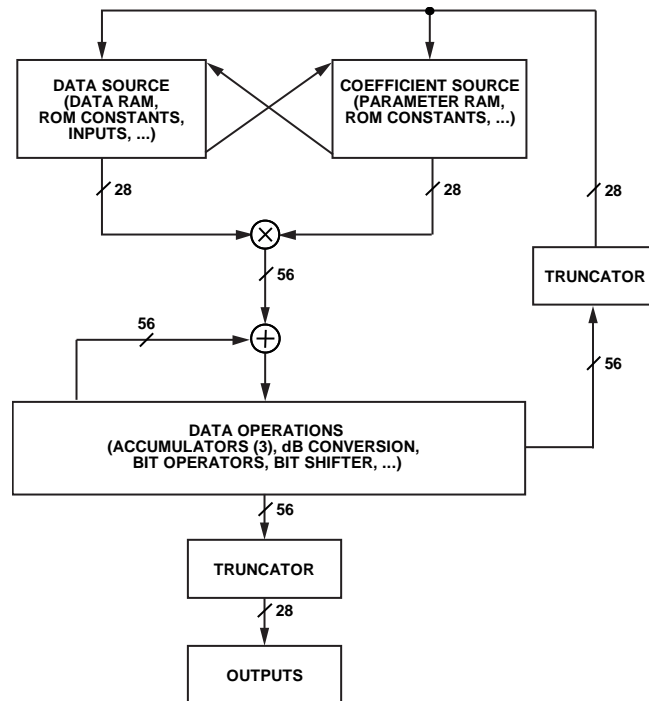 DATA SOURCE
(DATA RAM,
ROM CONSTANTS,
INPUTS, ...)
COEFFICIENT SOURCE
(PARAMETER RAM,
ROM CONSTANTS, ...)
28
28
28
TRUNCATOR
56
56
56
DATA OPERATIONS
(ACCUMULATORS (3), dB CONVERSION,
BIT OPERATORS, BIT SHIFTER, ...)
56
TRUNCATOR
28
OUTPUTS